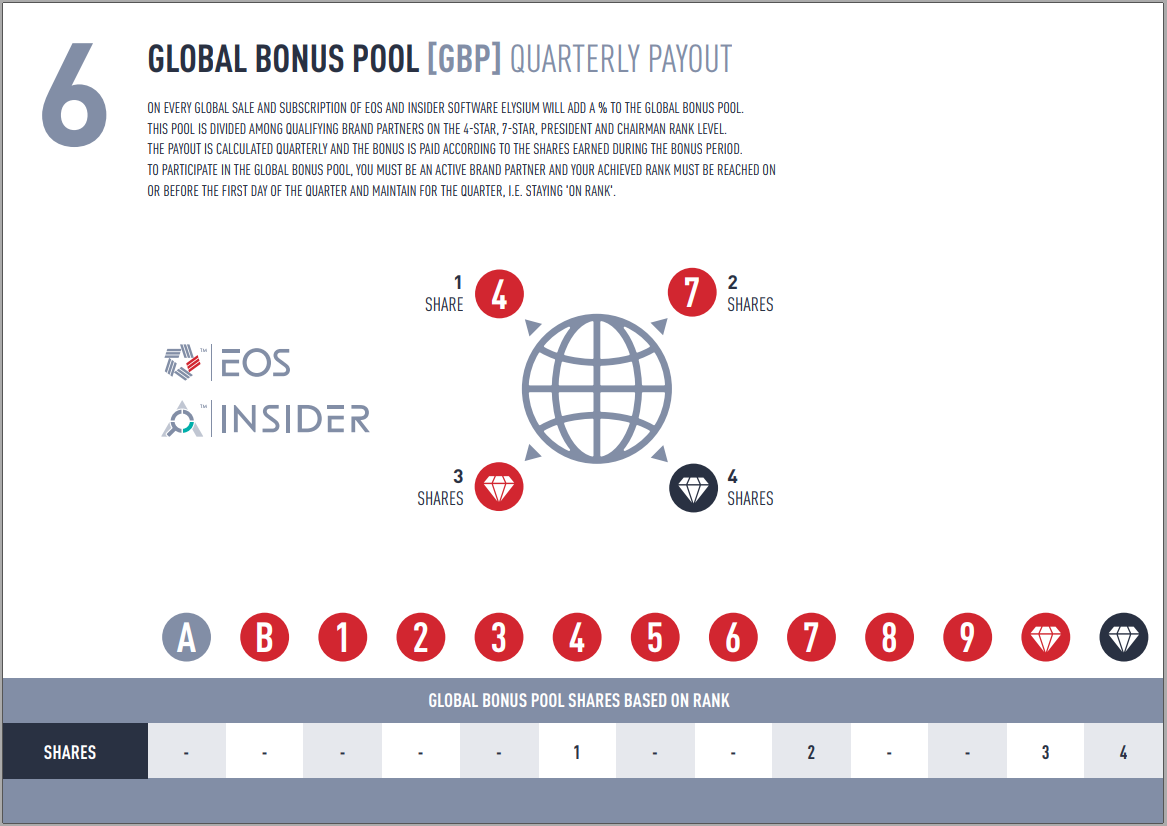 6
GLOBAL BONUS POOL [GBP] QUARTERLY PAYOUT
ON EVERY GLOBAL SALE AND SUBSCRIPTION OF EOS AND INSIDER SOFTWARE ELYSIUM WILL ADD A % TO THE GLOBAL BONUS POOL.
THIS POOL IS DIVIDED AMONG QUALIFYING BRAND PARTNERS ON THE 4-STAR, 7-STAR, PRESIDENT AND CHAIRMAN RANK LEVEL.
THE PAYOUT IS CALCULATED QUARTERLY AND THE BONUS IS PAID ACCORDING TO THE SHARES EARNED DURING THE BONUS PERIOD.
TO PARTICIPATE IN THE GLOBAL BONUS POOL, YOU MUST BE AN ACTIVE BRAND PARTNER AND YOUR ACHIEVED RANK MUST BE REACHED ON
OR BEFORE THE FIRST DAY OF THE QUARTER AND MAINTAIN FOR THE QUARTER, I.E. STAYING 'ON RANK'.
1
SHARE
4
7
2
SHARES
TM EOS
TM INSIDER
3
SHARES
4
SHARES
A B 1 2 3 4 5 6 7 8 9
GLOBAL BONUS POOL SHARES BASED ON RANK
SHARES - - - - - 1 - - 2 - - 3 4